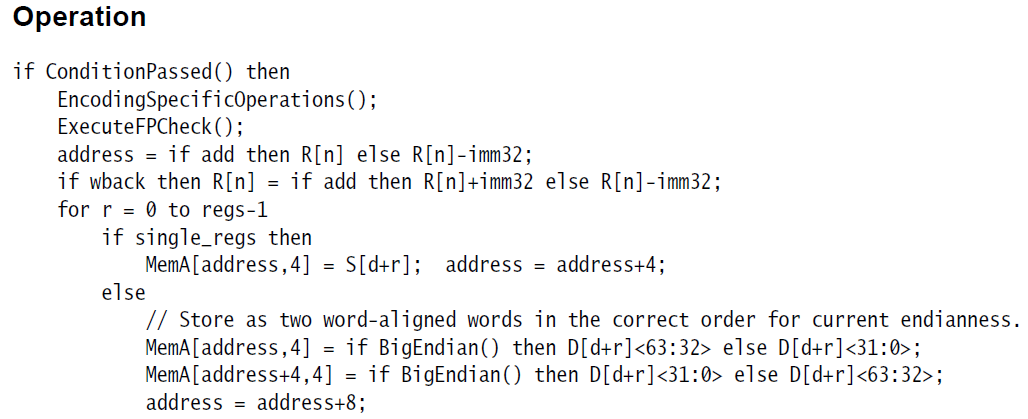 Operation
if ConditionPassed() then
    EncodingSpecificOperations();
    ExecuteFPCheck();
    address = if add then R[n] else R[n]-imm32;
    if wback then R[n] = if add then R[n]+imm32 else R[n]-imm32;
    for r = 0 to regs-1
        if single_regs then
            MemA[address,4] = S[d+r];  address = address+4;
        else
            // Store as two word-aligned words in the correct order for current endianness.
            MemA[address,4] = if BigEndian() then D[d+r]<63:32> else D[d+r]<31:0>;
            MemA[address+4,4] = if BigEndian() then D[d+r]<31:0> else D[d+r]<63:32>;
            address = address+8;